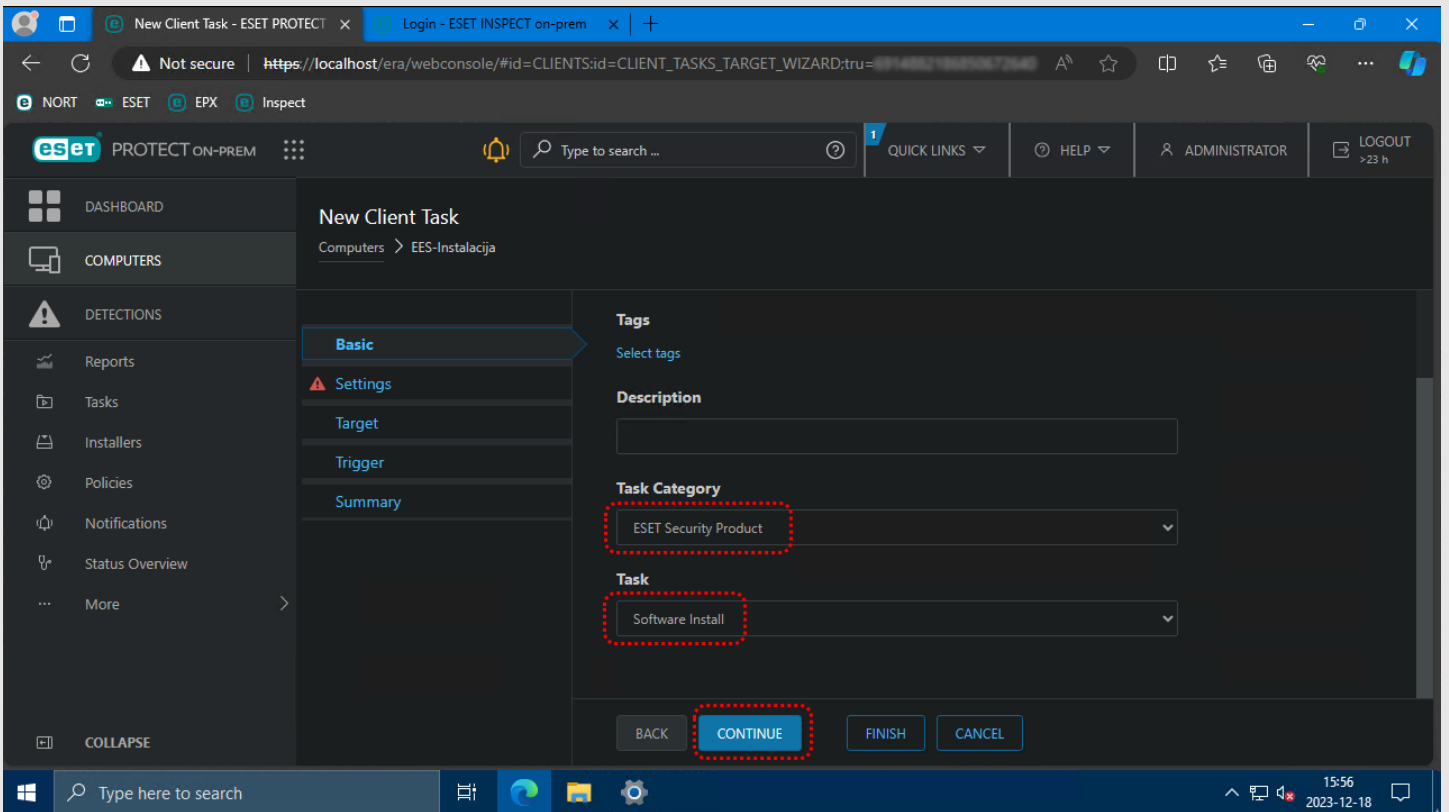 New Client Task - ESET PROTECT
Login - ESET INSPECT on-prem
Not secure https://localhost/era/webconsole/#id=CLIENTS:id=CLIENT_TASKS_TARGET_WIZARD;tru=
NORT ESET EPX Inspect
eset PROTECT ON-PREM
Type to search ...
1
QUICK LINKS
HELP
ADMINISTRATOR
LOGOUT
>23 h
DASHBOARD
COMPUTERS
DETECTIONS
Reports
Tasks
Installers
Policies
Notifications
Status Overview
More
COLLAPSE
New Client Task
Computers > EES-Instalacija
Basic
Settings
Target
Trigger
Summary
Tags
Select tags
Description
Task Category
ESET Security Product
Task
Software Install
BACK CONTINUE FINISH CANCEL
Type here to search
15:56
2023-12-18